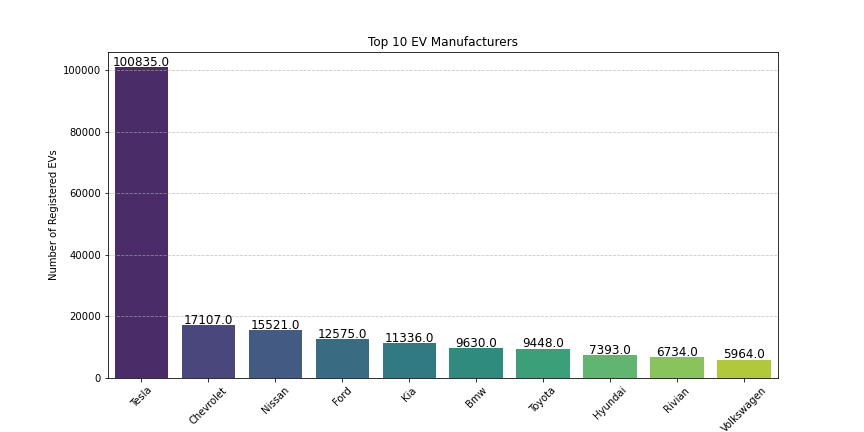 Top 10 EV Manufacturers
100835.0
100000
80000
60000
40000
20000
0
Number of Registered EVs
17107.0
15521.0
12575.0
11336.0
9630.0
9448.0
7393.0
6734.0
5964.0
Tesla
Chevrolet
Nissan
Ford
Kia
Bmw
Toyota
Hyundai
Rivian
Volkswagen